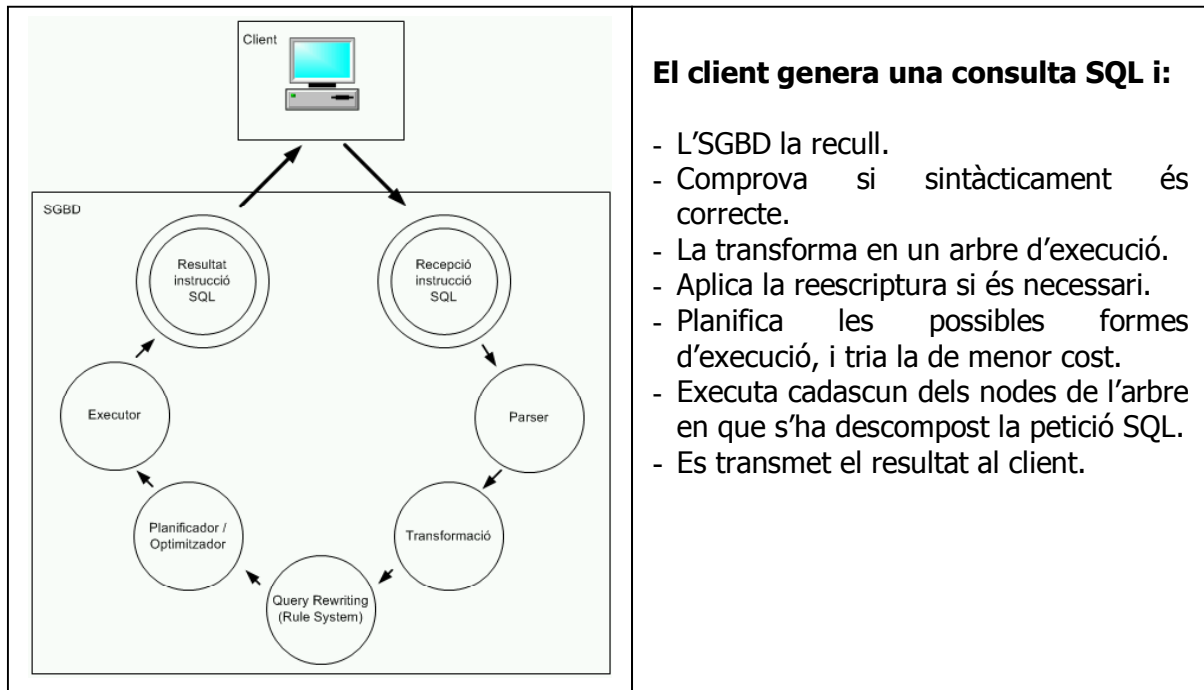 Client
SGBD
Resultat
instrucció
SQL
Recepció
instrucció
SQL
Executor
Parser
Planificador /
Optimitzador
Transformació
Query Rewriting
(Rule System)
El client genera una consulta SQL i:
- L’SGBD la recull.
- Comprova si sintàcticament és
correcte.
- La transforma en un arbre d’execució.
- Aplica la reescriptura si és necessari.
- Planifica les possibles formes
d’execució, i tria la de menor cost.
- Executa cadascun dels nodes de l’arbre
en que s’ha descompost la petició SQL.
- Es transmet el resultat al client.